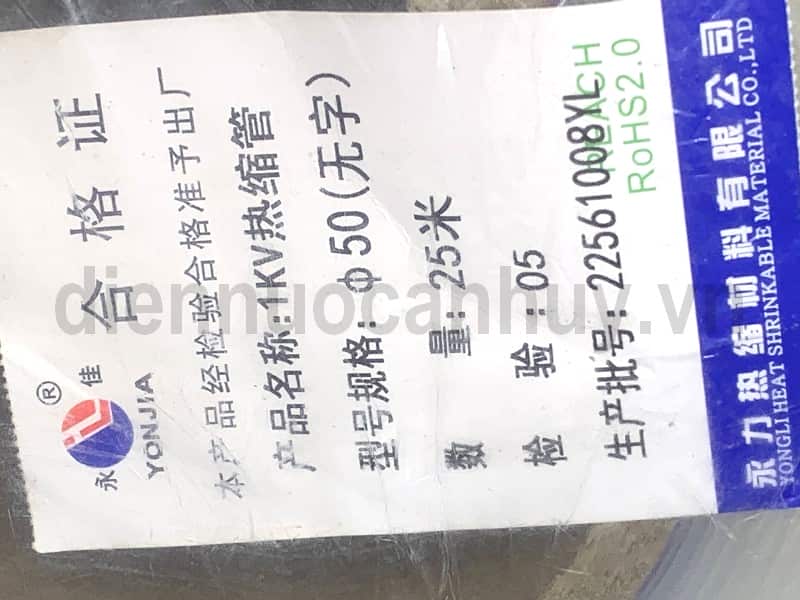 永佳®
YONJIA
合格证
本产品经检验合格准予出厂
产品名称:1KV热缩管
型号规格:φ50(无字)
数量:25米
检验:05
生产批号:22561008YL
REACH
RoHS2.0
永力热缩材料有限公司
YONGLI HEAT SHRINKABLE MATERIAL CO.,LTD
diennuocanhuy.vn